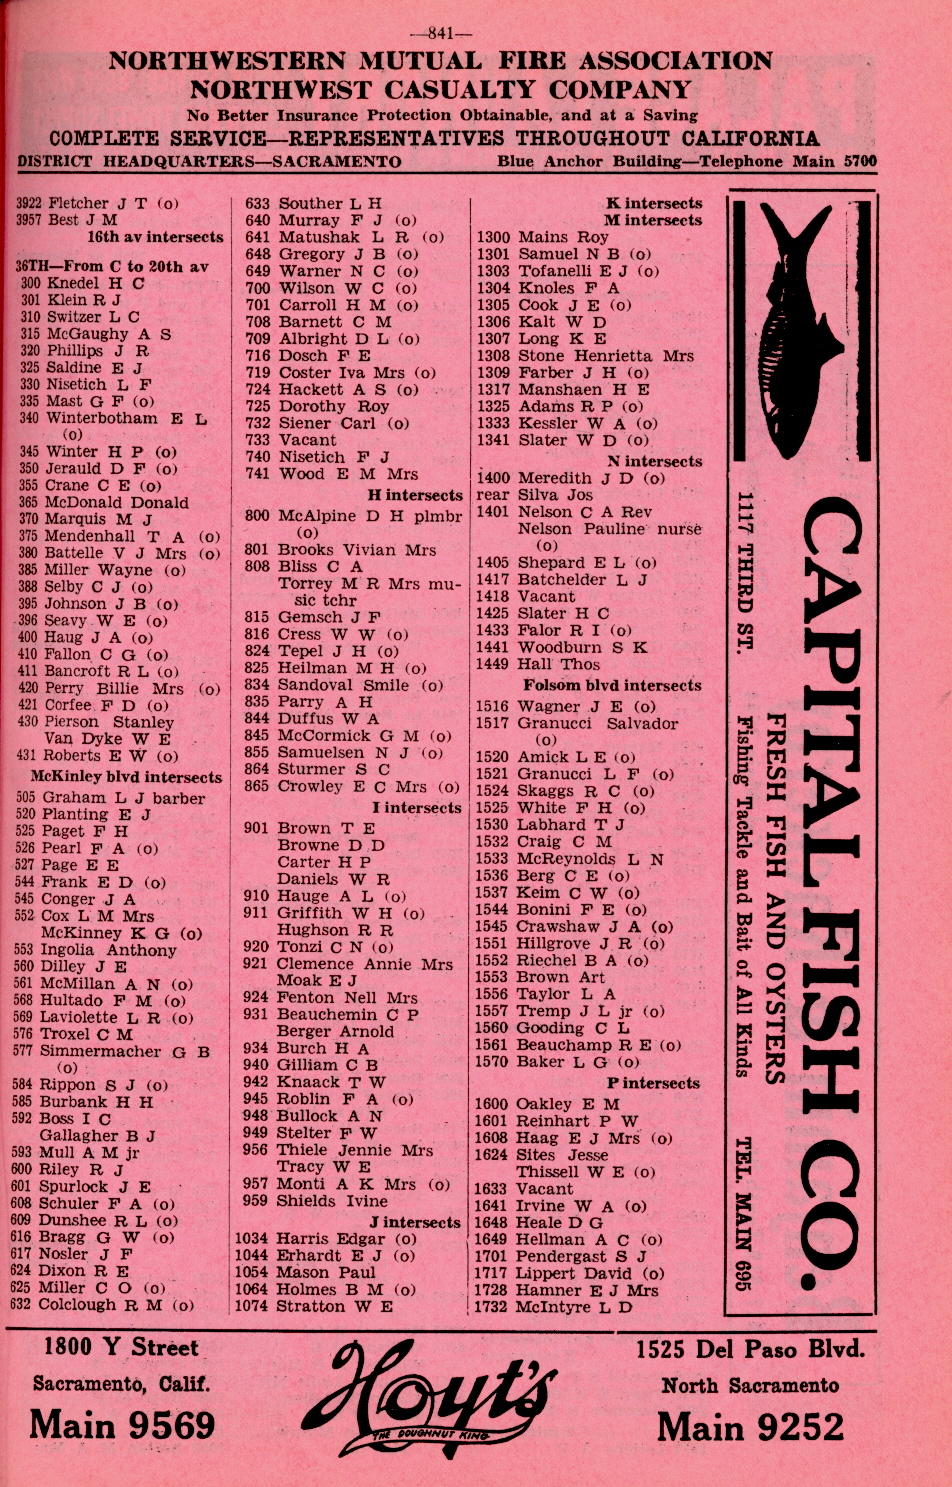 —841—
NORTHWESTERN MUTUAL FIRE ASSOCIATION
NORTHWEST CASUALTY COMPANY
No Better Insurance Protection Obtainable, and at a Saving
COMPLETE SERVICE—REPRESENTATIVES THROUGHOUT CALIFORNIA
DISTRICT HEADQUARTERS—SACRAMENTO Blue Anchor Building—Telephone Main 5700
3922 Fletcher J T (o)
3957 Best J M
16th av intersects
36TH—From C to 20th av
300 Knedel H C
301 Klein R J
310 Switzer L C
315 McGaughy A S
320 Phillips J R
325 Saldine E J
330 Nisetich L F
335 Mast G F (o)
340 Winterbotham E L
(o)
345 Winter H P (o)
350 Jerauld D F (o)
355 Crane C E (o)
365 McDonald Donald
370 Marquis M J
375 Mendenhall T A (o)
380 Battelle V J Mrs (o)
385 Miller Wayne (o)
388 Selby C J (o)
395 Johnson J B (o)
396 Seavy W E (o)
400 Haug J A (o)
410 Fallon C G (o)
411 Bancroft R L (o)
420 Perry Billie Mrs (o)
421 Corfee F D (o)
430 Pierson Stanley
Van Dyke W E
431 Roberts E W (o)
McKinley blvd intersects
505 Graham L J barber
520 Planting E J
525 Paget F H
526 Pearl F A (o)
527 Page E E
544 Frank E D (o)
545 Conger J A
552 Cox L M Mrs
McKinney K G (o)
553 Ingolia Anthony
560 Dilley J E
561 McMillan A N (o)
568 Hultado F M (o)
569 Laviolette L R (o)
576 Troxel C M
577 Simmermacher G B
(o)
584 Rippon S J (o)
585 Burbank H H
592 Boss I C
Gallagher B J
593 Mull A M jr
600 Riley R J
601 Spurlock J E
608 Schuler F A (o)
609 Dunshee R L (o)
616 Bragg G W (o)
617 Nosler J F
624 Dixon R E
625 Miller C O (o)
632 Colclough R M (o)
633 Souther L H
640 Murray F J (o)
641 Matushak L R (o)
648 Gregory J B (o)
649 Warner N C (o)
700 Wilson W C (o)
701 Carroll H M (o)
708 Barnett C M
709 Albright D L (o)
716 Dosch F E
719 Coster Iva Mrs (o)
724 Hackett A S (o)
725 Dorothy Roy
732 Siener Carl (o)
733 Vacant
740 Nisetich F J
741 Wood E M Mrs
H intersects
800 McAlpine D H plmbr
(o)
801 Brooks Vivian Mrs
808 Bliss C A
Torrey M R Mrs mu-
sic tchr
815 Gemsch J F
816 Cress W W (o)
824 Tepel J H (o)
825 Heilman M H (o)
834 Sandoval Smile (o)
835 Parry A H
844 Duffus W A
845 McCormick G M (o)
855 Samuelsen N J (o)
864 Sturmer S C
865 Crowley E C Mrs (o)
I intersects
901 Brown T E
Browne D D
Carter H P
Daniels W R
910 Hauge A L (o)
911 Griffith W H (o)
Hughson R R
920 Tonzi C N (o)
921 Clemence Annie Mrs
Moak E J
924 Fenton Nell Mrs
931 Beauchemin C P
Berger Arnold
934 Burch H A
940 Gilliam C B
942 Knaack T W
945 Roblin F A (o)
948 Bullock A N
949 Stelter F W
956 Thiele Jennie Mrs
Tracy W E
957 Monti A K Mrs (o)
959 Shields Ivine
J intersects
1034 Harris Edgar (o)
1044 Erhardt E J (o)
1054 Mason Paul
1064 Holmes B M (o)
1074 Stratton W E
K intersects
M intersects
1300 Mains Roy
1301 Samuel N B (o)
1303 Tofanelli E J (o)
1304 Knoles F A
1305 Cook J E (o)
1306 Kalt W D
1307 Long K E
1308 Stone Henrietta Mrs
1309 Farber J H (o)
1317 Manshaen H E
1325 Adams R P (o)
1333 Kessler W A (o)
1341 Slater W D (o)
N intersects
1400 Meredith J D (o)
rear Silva Jos
1401 Nelson C A Rev
Nelson Pauline nurse
(o)
1405 Shepard E L (o)
1417 Batchelder L J
1418 Vacant
1425 Slater H C
1433 Falor R I (o)
1441 Woodburn S K
1449 Hall Thos
Folsom blvd intersects
1516 Wagner J E (o)
1517 Granucci Salvador
(o)
1520 Amick L E (o)
1521 Granucci L F (o)
1524 Skaggs R C (o)
1525 White F H (o)
1530 Labhard T J
1532 Craig C M
1533 McReynolds L N
1536 Berg C E (o)
1537 Keim C W (o)
1544 Bonini F E (o)
1545 Crawshaw J A (o)
1551 Hillgrove J R (o)
1552 Riechel B A (o)
1553 Brown Art
1556 Taylor L A
1557 Tremp J L jr (o)
1560 Gooding C L
1561 Beauchamp R E (o)
1570 Baker L G (o)
P intersects
1600 Oakley E M
1601 Reinhart P W
1608 Haag E J Mrs (o)
1624 Sites Jesse
Thissell W E (o)
1633 Vacant
1641 Irvine W A (o)
1648 Heale D G
1649 Hellman A C (o)
1701 Pendergast S J
1717 Lippert David (o)
1728 Hamner E J Mrs
1732 McIntyre L D
CAPITAL FISH CO.
FRESH FISH AND OYSTERS
1117 THIRD ST. Fishing Tackle and Bait of All Kinds TEL. MAIN 695
1800 Y Street
Sacramento, Calif.
Main 9569
Hoyt's
THE DOUGHNUT KING
1525 Del Paso Blvd.
North Sacramento
Main 9252